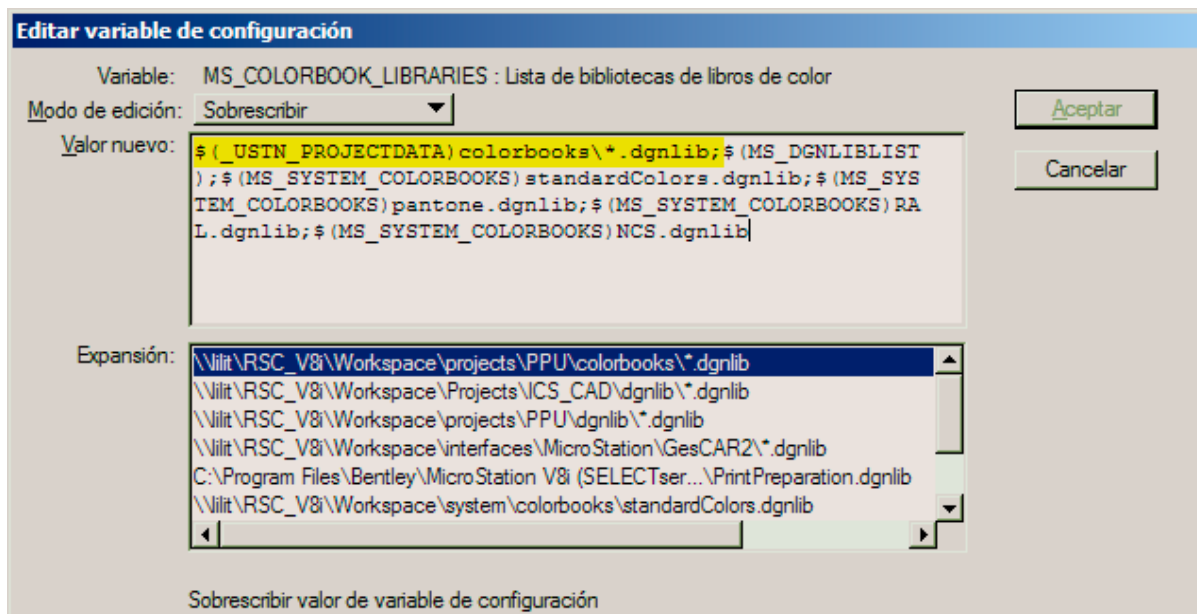 Editar variable de configuración
Variable: MS_COLORBOOK_LIBRARIES : Lista de bibliotecas de libros de color
Modo de edición: Sobrescribir
Aceptar
Valor nuevo: $(_USTN_PROJECTDATA)colorbooks\*.dgnlib;$(MS_DGNLIBLIST
);$(MS_SYSTEM_COLORBOOKS)standardColors.dgnlib;$(MS_SYS
Cancelar
TEM_COLORBOOKS)pantone.dgnlib;$(MS_SYSTEM_COLORBOOKS)RA
L.dgnlib;$(MS_SYSTEM_COLORBOOKS)NCS.dgnlib
Expansión: \\lilit\RSC_V8i\Workspace\projects\PPU\colorbooks\*.dgnlib
\\lilit\RSC_V8i\Workspace\Projects\ICS_CAD\dgnlib\*.dgnlib
\\lilit\RSC_V8i\Workspace\projects\PPU\dgnlib\*.dgnlib
\\lilit\RSC_V8i\Workspace\interfaces\MicroStation\GesCAR2\*.dgnlib
C:\Program Files\Bentley\MicroStation V8i (SELECTser...\PrintPreparation.dgnlib
\\lilit\RSC_V8i\Workspace\system\colorbooks\standardColors.dgnlib
Sobrescribir valor de variable de configuración